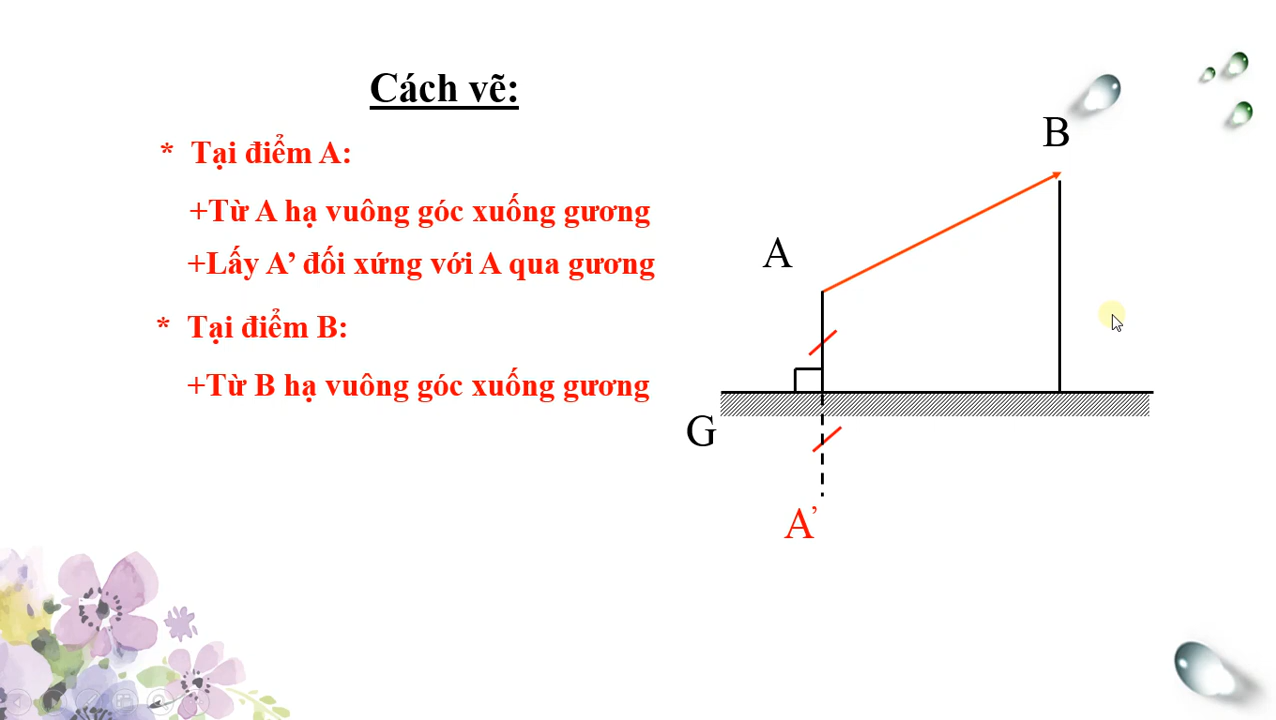 Cách vẽ:
* Tại điểm A:
+Từ A hạ vuông góc xuống gương
+Lấy A’ đối xứng với A qua gương
* Tại điểm B:
+Từ B hạ vuông góc xuống gương
B
A
G
A’